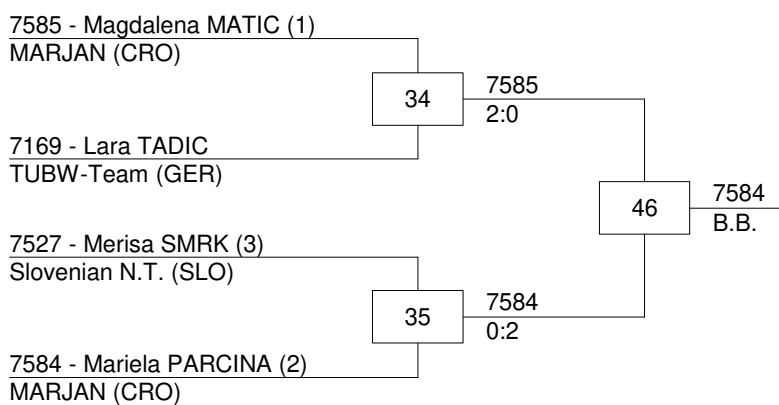 7585 - Magdalena MATIC (1)
MARJAN (CRO)
34
7585
2:0
7169 - Lara TADIC
TUBW-Team (GER)
46
7584
B.B.
7527 - Merisa SMRK (3)
Slovenian N.T. (SLO)
35
7584
0:2
7584 - Mariela PARCINA (2)
MARJAN (CRO)